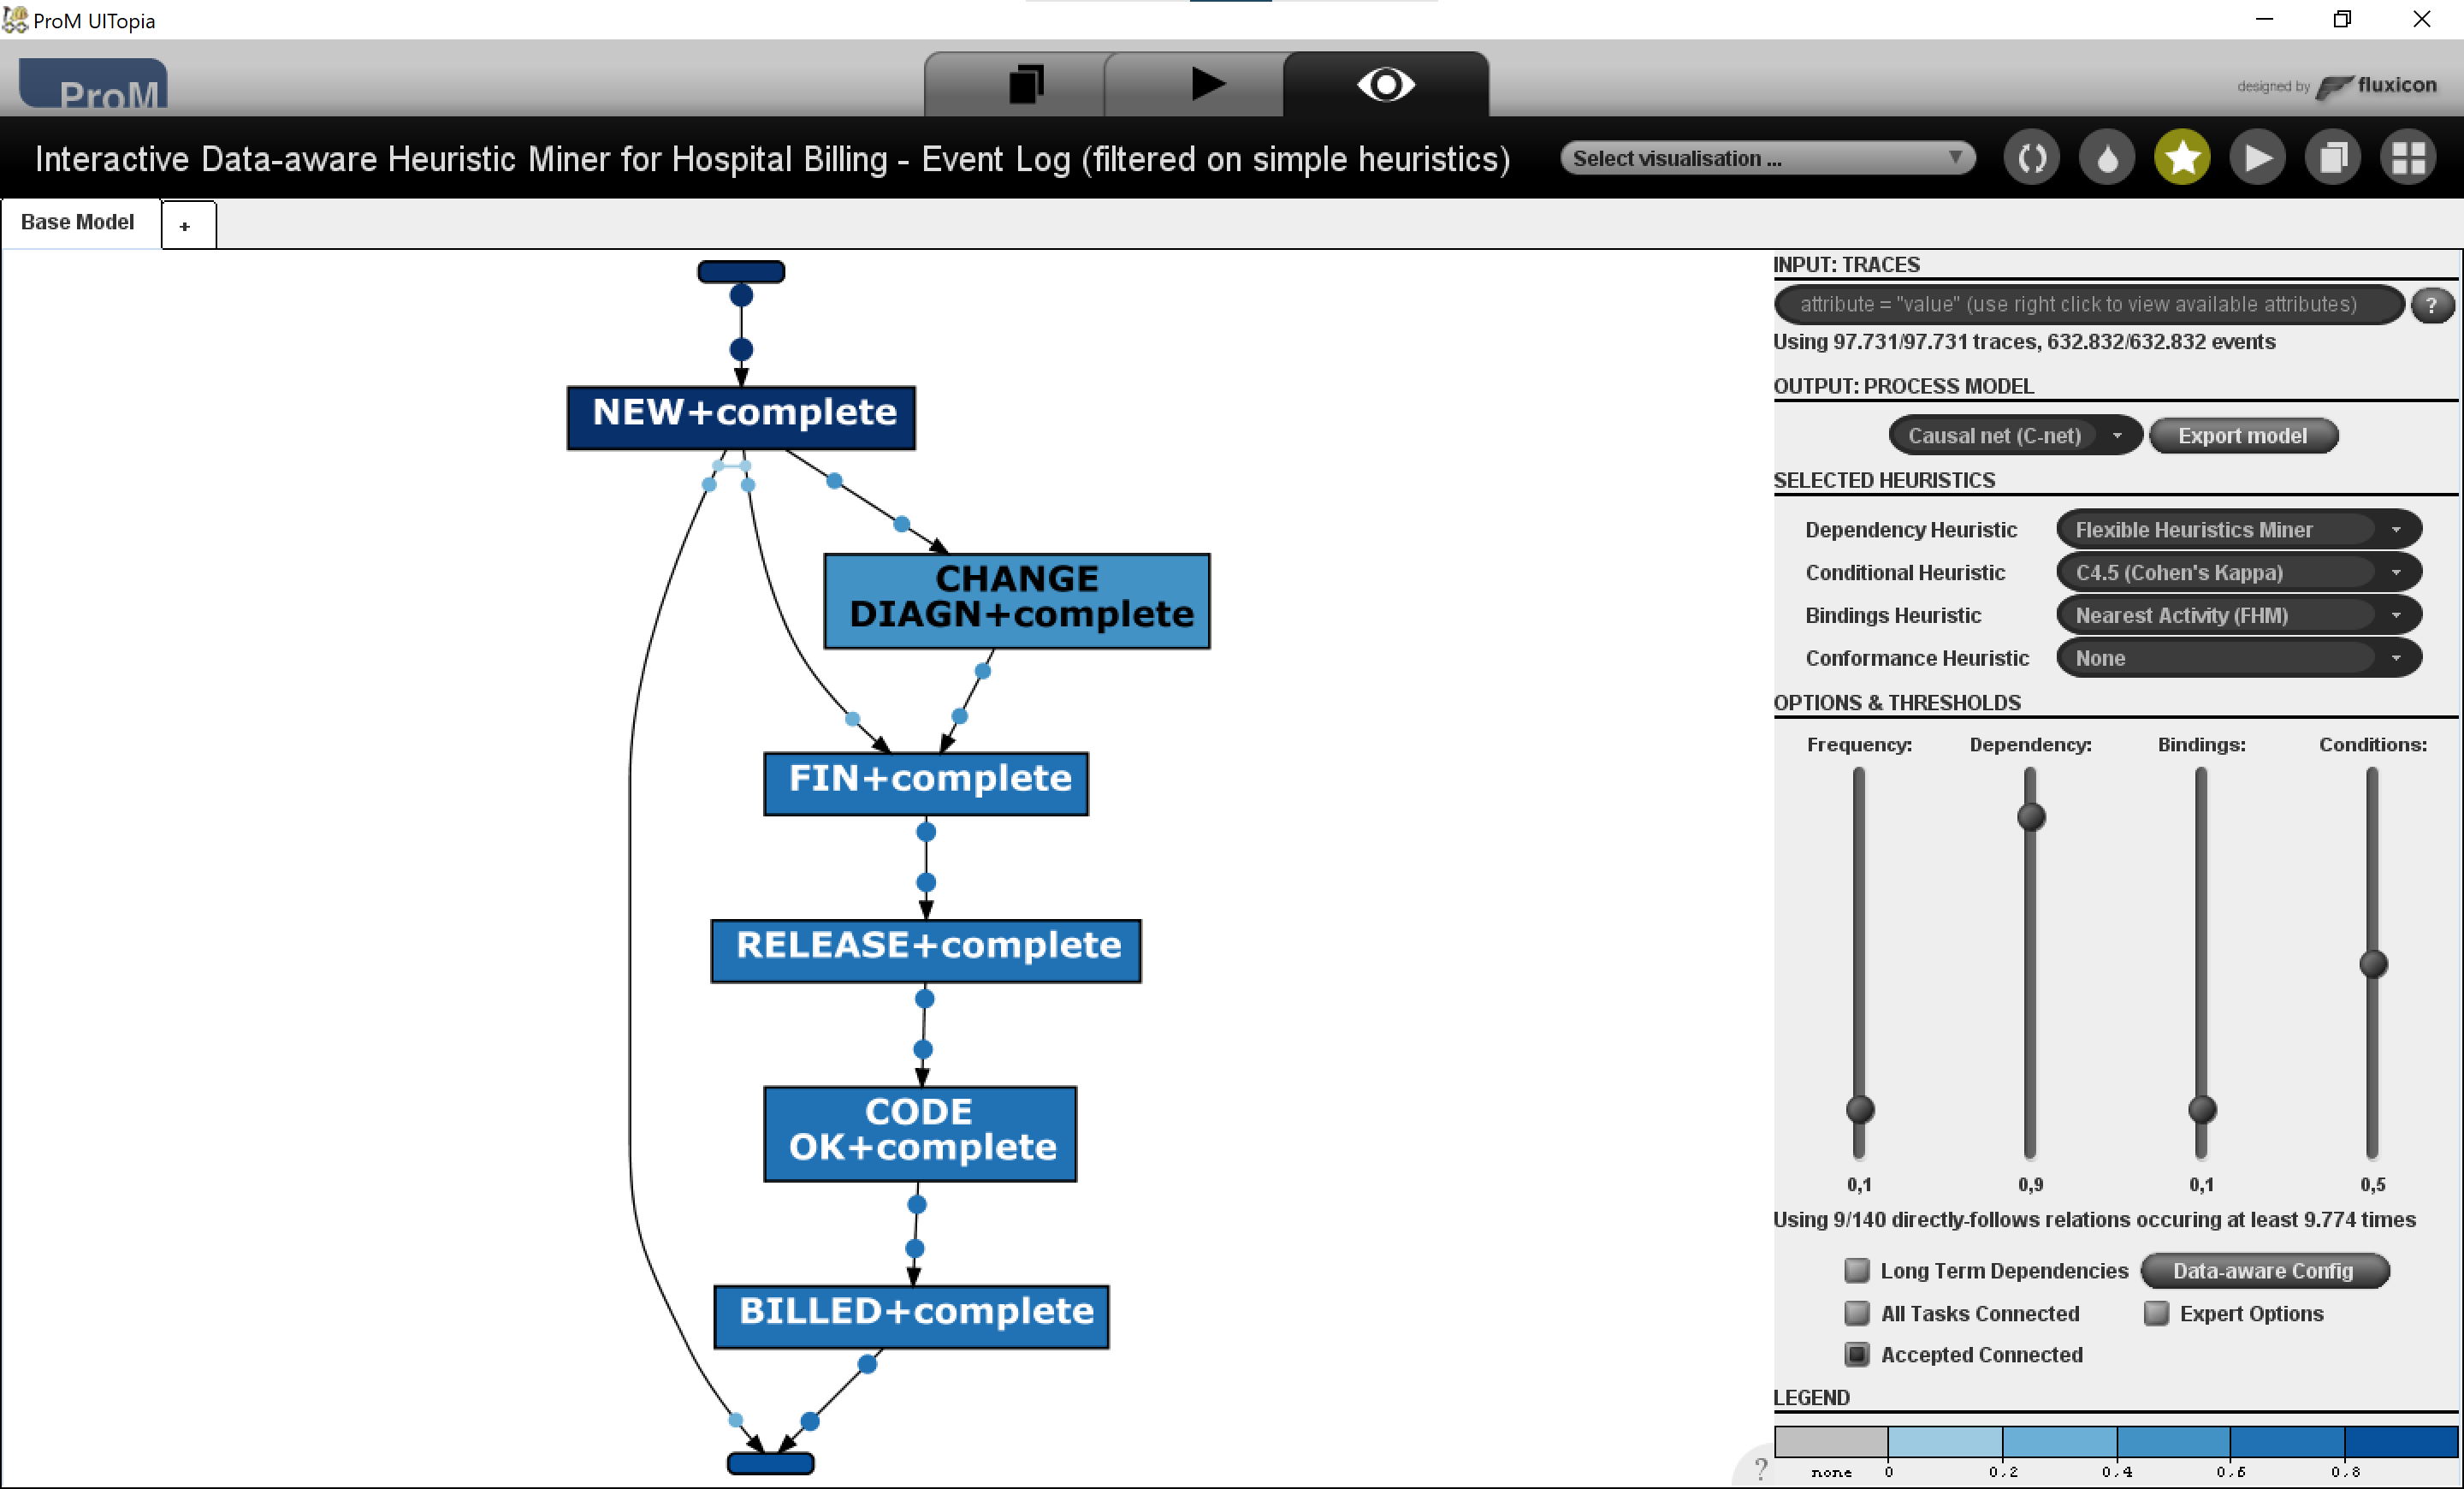 ProM UITopia
ProM
designed by fluxicon
Interactive Data-aware Heuristic Miner for Hospital Billing - Event Log (filtered on simple heuristics)
Select visualisation ...
Base Model
+
NEW+complete
CHANGE
DIAGN+complete
FIN+complete
RELEASE+complete
CODE
OK+complete
BILLED+complete
?
INPUT: TRACES
attribute = "value" (use right click to view available attributes)
?
Using 97.731/97.731 traces, 632.832/632.832 events
OUTPUT: PROCESS MODEL
Causal net (C-net)
Export model
SELECTED HEURISTICS
Dependency Heuristic Flexible Heuristics Miner
Conditional Heuristic C4.5 (Cohen's Kappa)
Bindings Heuristic Nearest Activity (FHM)
Conformance Heuristic None
OPTIONS & THRESHOLDS
Frequency: Dependency: Bindings: Conditions:
0,1 0,9 0,1 0,5
Using 9/140 directly-follows relations occuring at least 9.774 times
Long Term Dependencies Data-aware Config
All Tasks Connected Expert Options
Accepted Connected
LEGEND
none 0 0,2 0,4 0,6 0,8